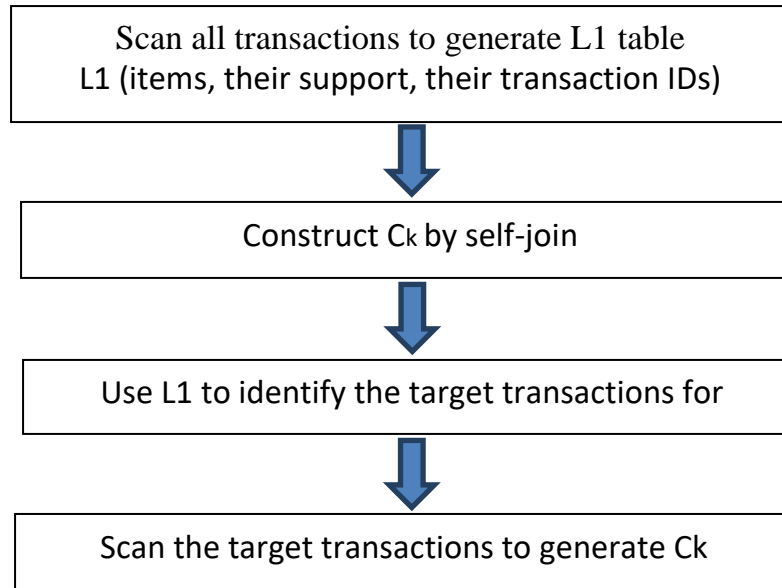 Scan all transactions to generate L1 table
L1 (items, their support, their transaction IDs)
Construct Ck by self-join
Use L1 to identify the target transactions for
Scan the target transactions to generate Ck